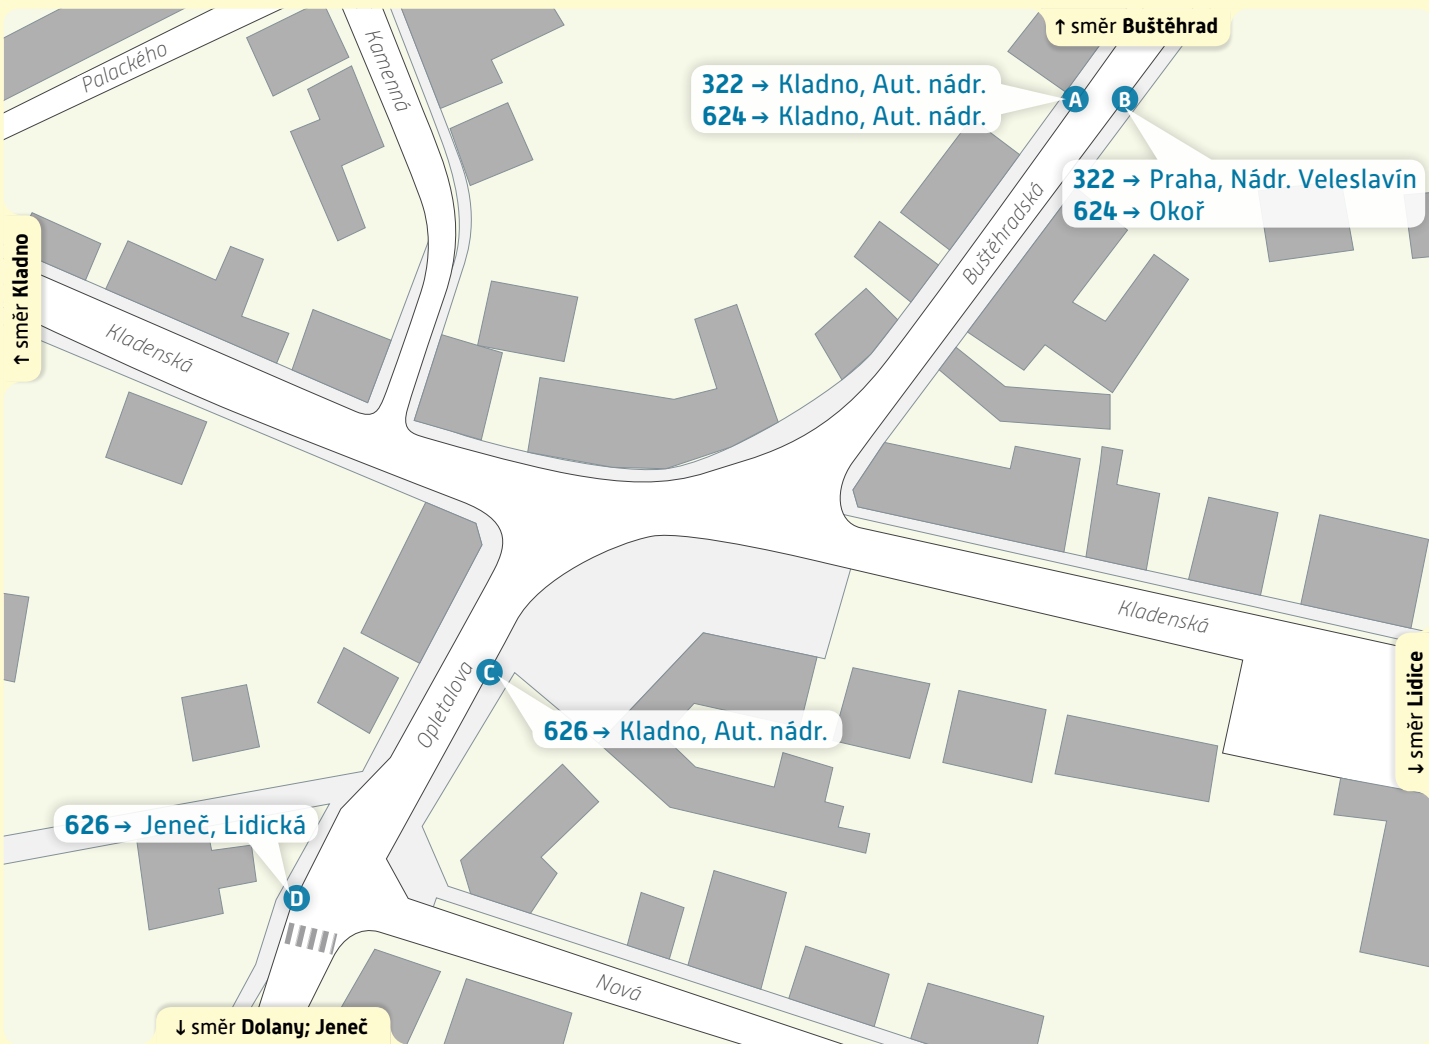 ↑ směr Buštěhrad
Palackého
Kamenná
322 → Kladno, Aut. nádr.
624 → Kladno, Aut. nádr.
A
B
322 → Praha, Nádr. Veleslavín
624 → Okoř
Buštěhradská
↑ směr Kladno
Kladenská
Kladenská
Opletalova
C
626 → Kladno, Aut. nádr.
↓ směr Lidice
626 → Jeneč, Lidická
D
Nová
↓ směr Dolany; Jeneč